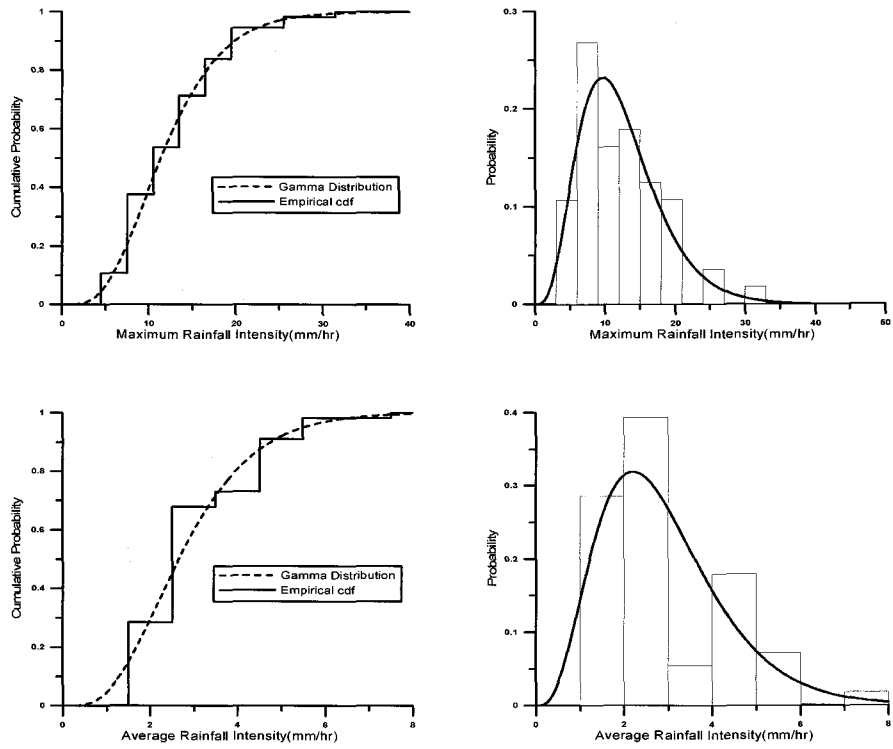 1
0.8
0.6
0.4
0.2
0
Cumulative Probability
Gamma Distribution
Empirical cdf
0 10 20 30 40
Maximum Rainfall Intensity(mm/hr)
0.3
0.2
0.1
0
Probability
0 10 20 30 40 50
Maximum Rainfall Intensity(mm/hr)
1
0.8
0.6
0.4
0.2
0
Cumulative Probability
Gamma Distribution
Empirical cdf
0 2 4 6 8
Average Rainfall Intensity(mm/hr)
0.4
0.3
0.2
0.1
0
Probability
0 2 4 6 8
Average Rainfall Intensity(mm/hr)